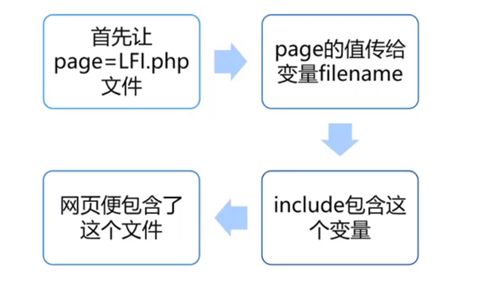 首先让
page=LFI.php
文件
page的值传给
变量filename
include包含这
个变量
网页便包含了
这个文件